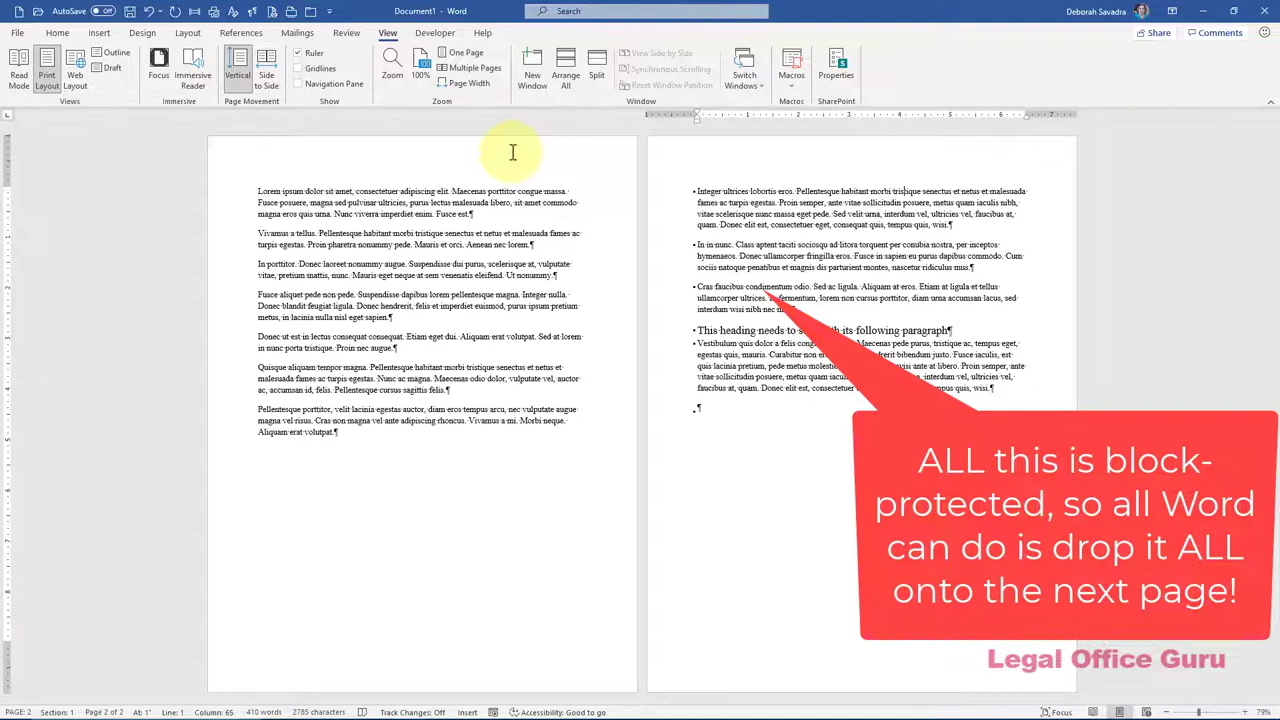 AutoSave Off Document1 - Word Search Deborah Savadra
File Home Insert Design Layout References Mailings Review View Developer Help Share Comments
Read Mode Print Layout Web Layout Outline Draft Views
Focus Immersive Reader Immersive
Vertical Side to Side Page Movement
Ruler Gridlines Navigation Pane Show
Zoom 100% One Page Multiple Pages Page Width Zoom
New Window Arrange All Split View Side by Side Synchronous Scrolling Reset Window Position Switch Windows Window
Macros Macros
Properties SharePoint
Lorem ipsum dolor sit amet, consectetuer adipiscing elit. Maecenas porttitor congue massa.
Fusce posuere, magna sed pulvinar ultricies, purus lectus malesuada libero, sit amet commodo
magna eros quis urna. Nunc viverra imperdiet enim. Fusce est.¶
Vivamus a tellus. Pellentesque habitant morbi tristique senectus et netus et malesuada fames ac
turpis egestas. Proin pharetra nonummy pede. Mauris et orci. Aenean nec lorem.¶
In porttitor. Donec laoreet nonummy augue. Suspendisse dui purus, scelerisque at, vulputate
vitae, pretium mattis, nunc. Mauris eget neque at sem venenatis eleifend. Ut nonummy.¶
Fusce aliquet pede non pede. Suspendisse dapibus lorem pellentesque magna. Integer nulla.
Donec blandit feugiat ligula. Donec hendrerit, felis et imperdiet euismod, purus ipsum pretium
metus, in lacinia nulla nisl eget sapien.¶
Donec ut est in lectus consequat consequat. Etiam eget dui. Aliquam erat volutpat. Sed at lorem
in nunc porta tristique. Proin nec augue.¶
Quisque aliquam tempor magna. Pellentesque habitant morbi tristique senectus et netus et
malesuada fames ac turpis egestas. Nunc ac magna. Maecenas odio dolor, vulputate vel, auctor
ac, accumsan id, felis. Pellentesque cursus sagittis felis.¶
Pellentesque porttitor, velit lacinia egestas auctor, diam eros tempus arcu, nec vulputate augue
magna vel risus. Cras non magna vel ante adipiscing rhoncus. Vivamus a mi. Morbi neque.
Aliquam erat volutpat.¶
Integer ultrices lobortis eros. Pellentesque habitant morbi tristique senectus et netus et malesuada
fames ac turpis egestas. Proin semper, ante vitae sollicitudin posuere, metus quam iaculis nibh,
vitae scelerisque nunc massa eget pede. Sed velit urna, interdum vel, ultricies vel, faucibus at,
quam. Donec elit est, consectetuer eget, consequat quis, tempus quis, wisi.¶
In in nunc. Class aptent taciti sociosqu ad litora torquent per conubia nostra, per inceptos
hymenaeos. Donec ullamcorper fringilla eros. Fusce in sapien eu purus dapibus commodo. Cum
sociis natoque penatibus et magnis dis parturient montes, nascetur ridiculus mus.¶
Cras faucibus condimentum odio. Sed ac ligula. Aliquam at eros. Etiam at ligula et tellus
ullamcorper ultrices. In fermentum, lorem non cursus porttitor, diam urna accumsan lacus, sed
interdum wisi nibh nec
This heading needs to with its following paragraph¶
Vestibulum quis dolor a felis Maecenas pede purus, tristique ac, tempus eget,
egestas quis, mauris. Curabitur non hendrerit bibendum justo. Fusce iaculis, est
quis lacinia pretium, pede metus molestie ante at libero. Proin semper, ante
vitae sollicitudin posuere, metus quam interdum vel, ultricies vel,
faucibus at, quam. Donec elit est, consectetuer tempus quis, wisi.¶
¶
ALL this is block-
protected, so all Word
can do is drop it ALL
onto the next page!
Legal Office Guru
PAGE: 2 Section: 1 Page 2 of 2 At: 1" Line: 1 Column: 65 410 words 2785 characters Track Changes: Off Insert Accessibility: Good to go Focus 79%